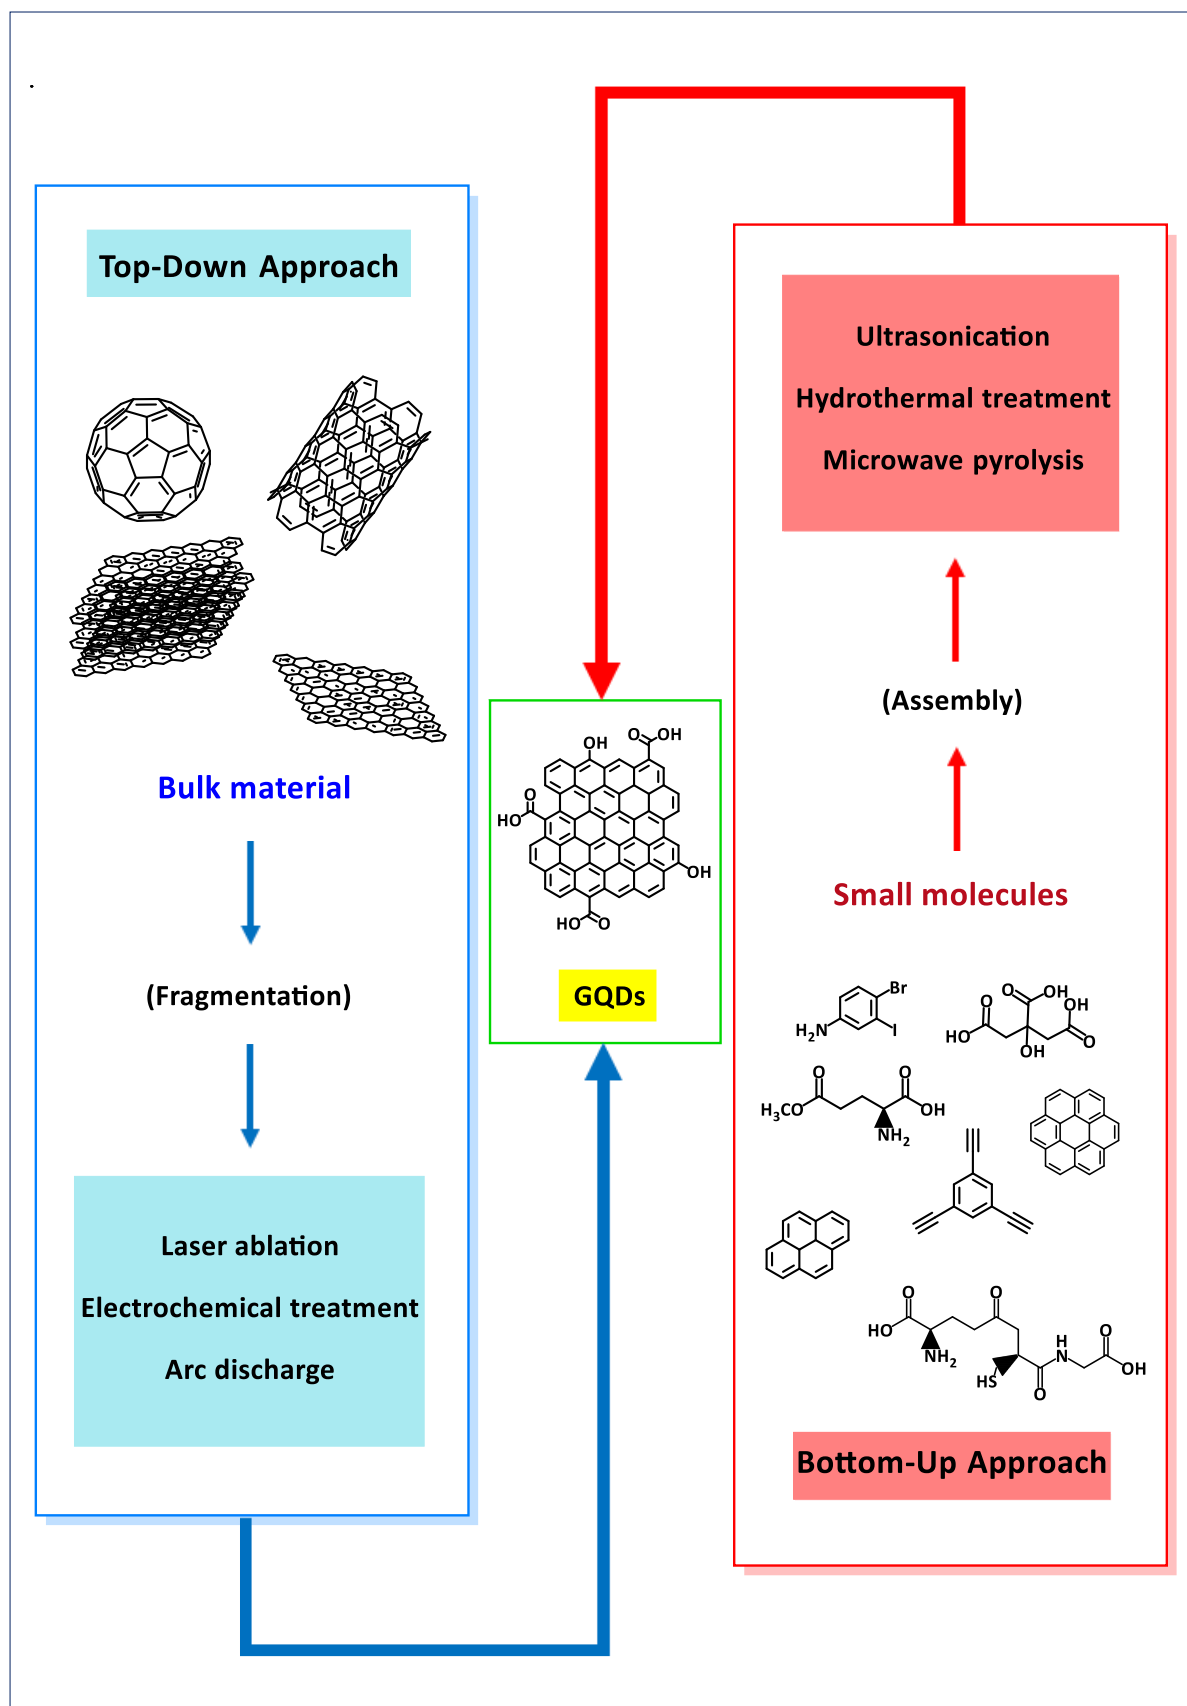 Top-Down Approach
Bulk material
(Fragmentation)
Laser ablation
Electrochemical treatment
Arc discharge
OH
O
OH
O
HO
OH
HO
O
GQDs
Ultrasonication
Hydrothermal treatment
Microwave pyrolysis
(Assembly)
Small molecules
Br
I
H2N
O
O
OH
OH
HO
OH
O
O
O
H3CO
OH
NH2
O
O
HO
NH2
H
N
O
HS
O
OH
Bottom-Up Approach